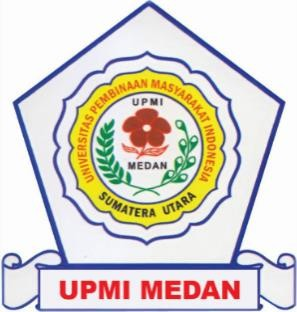 UNIVERSITAS PEMBINAAN MASYARAKAT INDONESIA
UPMI
MEDAN
SUMATERA UTARA
UPMI MEDAN